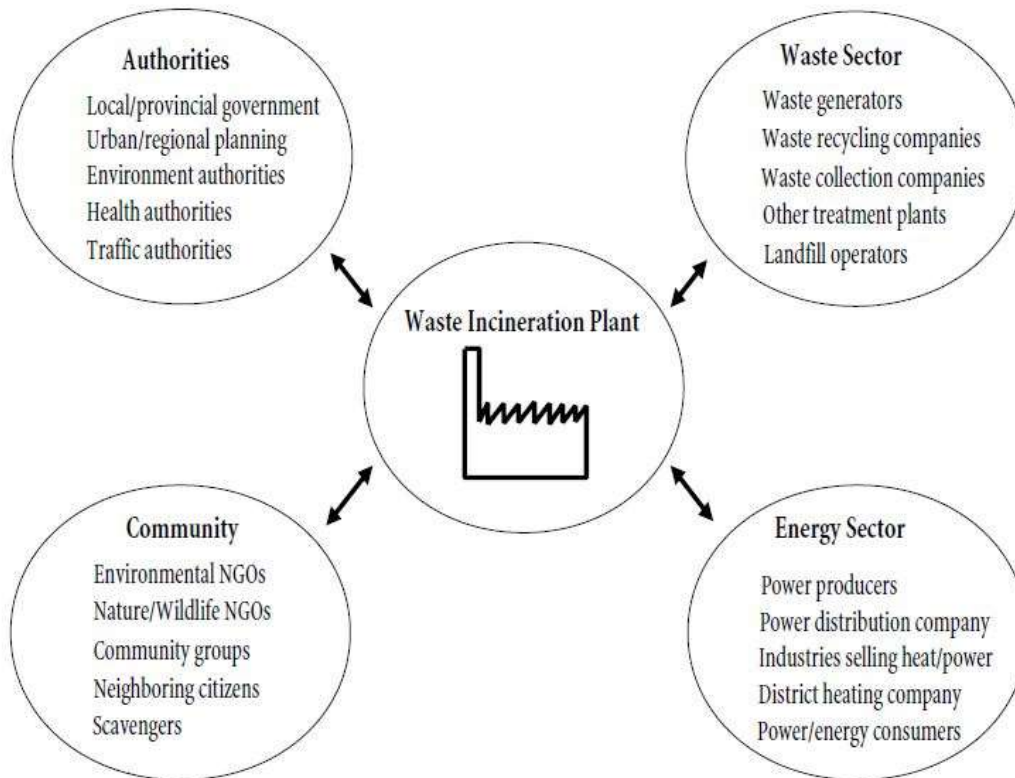 Authorities
Local/provincial government
Urban/regional planning
Environment authorities
Health authorities
Traffic authorities
Waste Sector
Waste generators
Waste recycling companies
Waste collection companies
Other treatment plants
Landfill operators
Waste Incineration Plant
Community
Environmental NGOs
Nature/Wildlife NGOs
Community groups
Neighboring citizens
Scavengers
Energy Sector
Power producers
Power distribution company
Industries selling heat/power
District heating company
Power/energy consumers